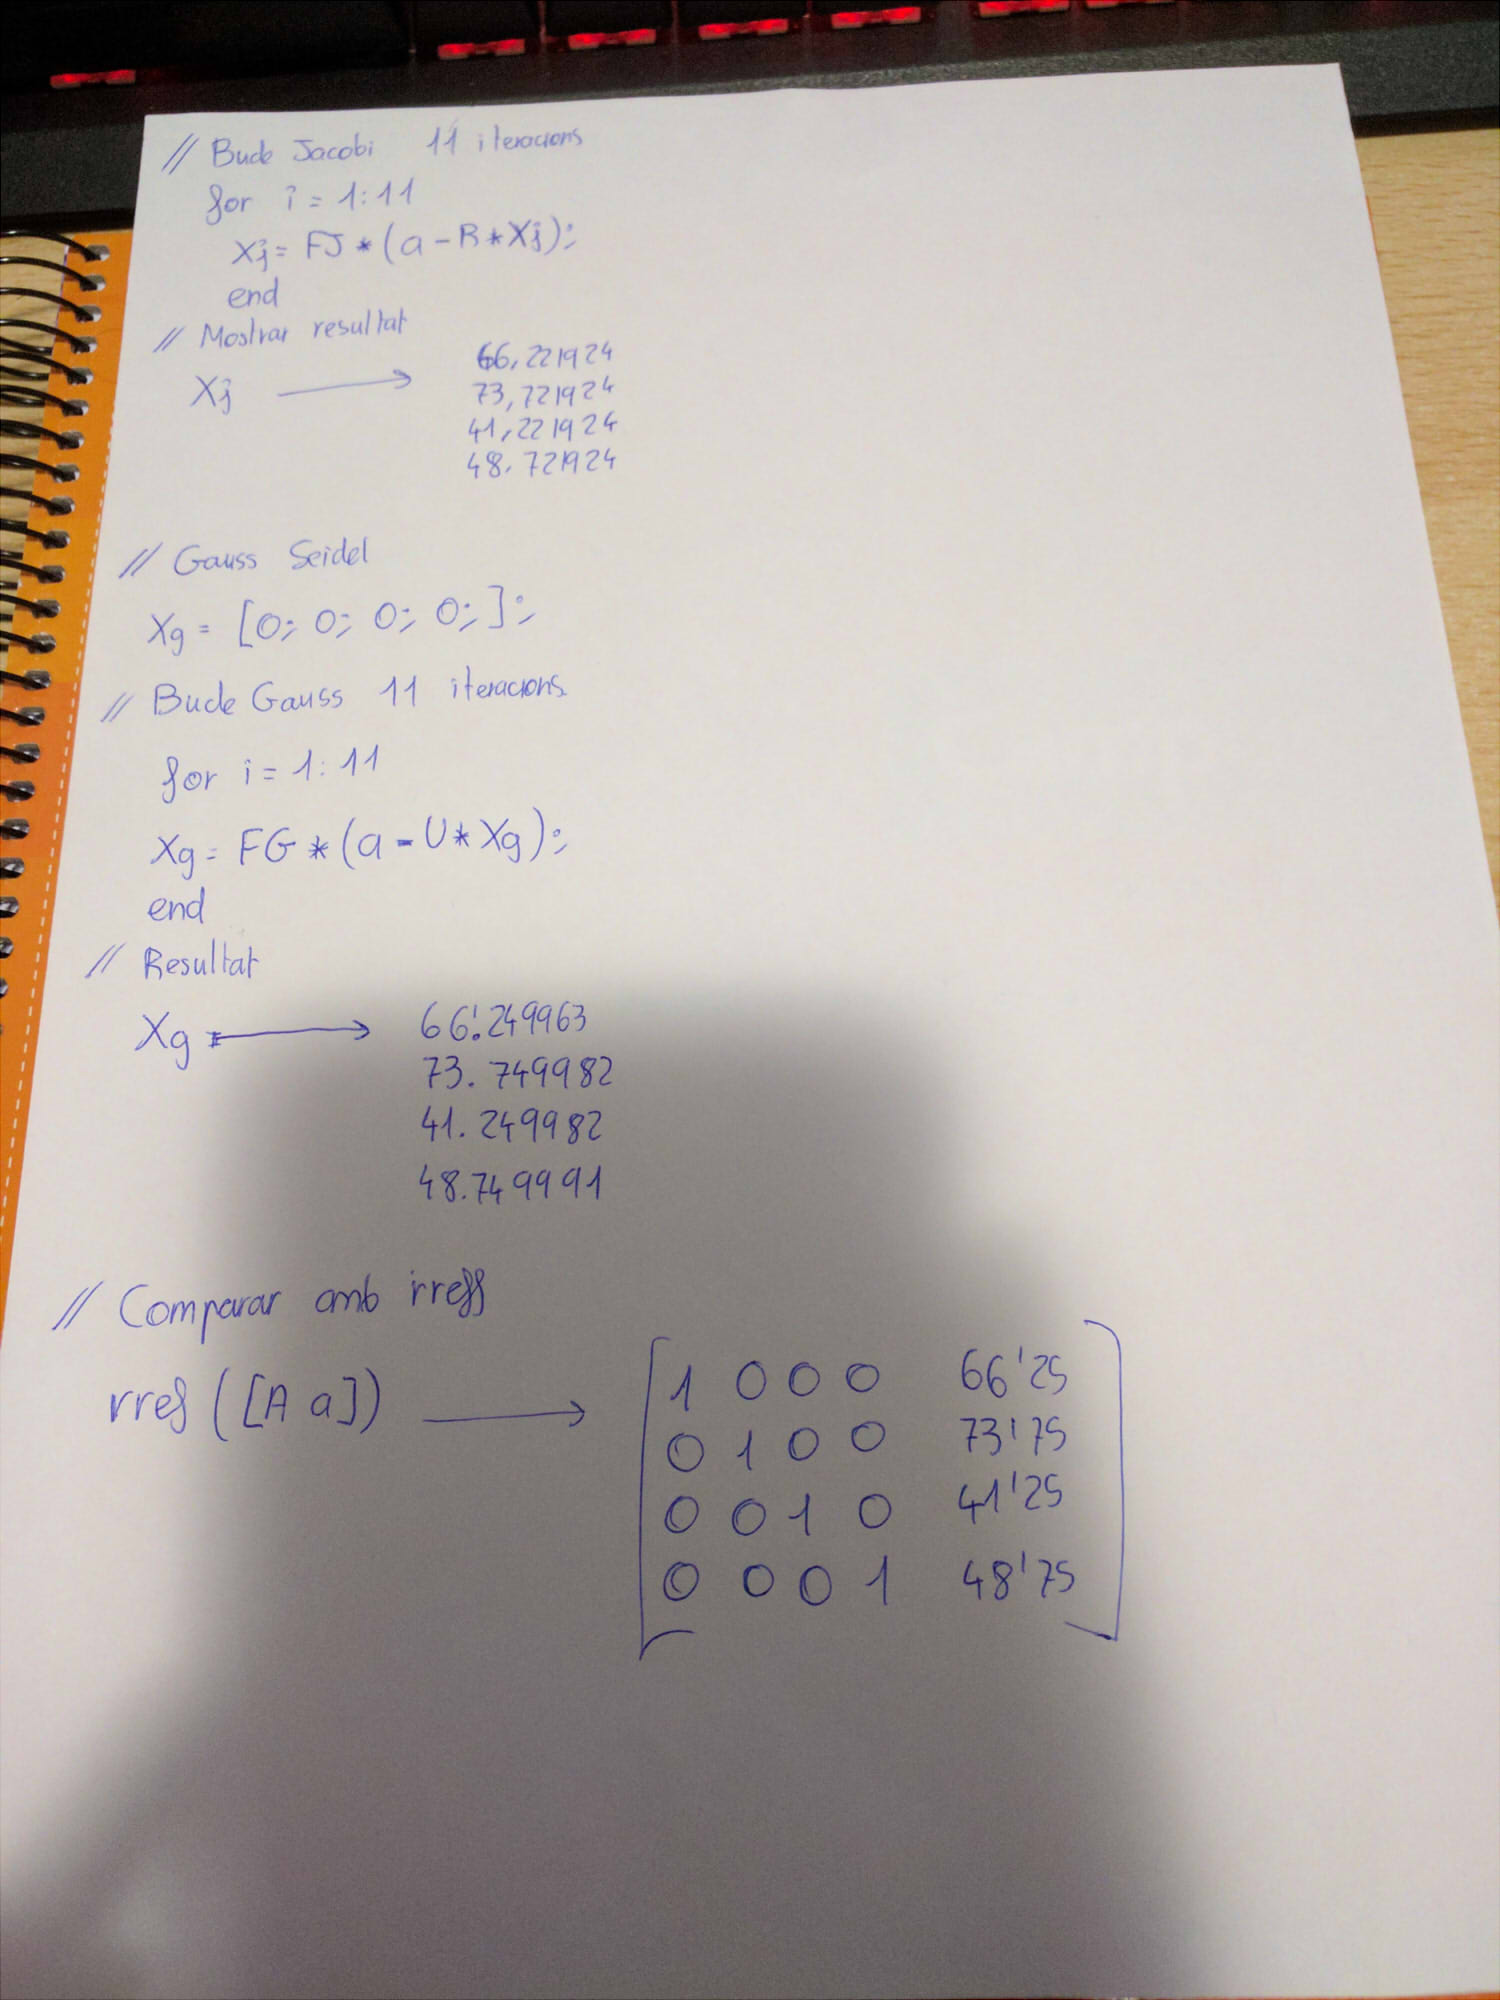 // Bucle Jacobi 11 iteracions
for i = 1:11
Xj = FJ * (a - R * Xj);
end
// Mostrar resultat
Xj → 66,221924
73,721924
41,221924
48.721924
// Gauss Seidel
Xg = [0; 0; 0; 0;];
// Bucle Gauss 11 iteracions.
for i = 1:11
Xg = FG * (a - U * Xg);
end
// Resultat
Xg → 66.249963
73.749982
41.249982
48.749991
// Comparar amb irreff
rref ([A a]) →
1 0 0 0 66'25
0 1 0 0 73'75
0 0 1 0 41'25
0 0 0 1 48'75